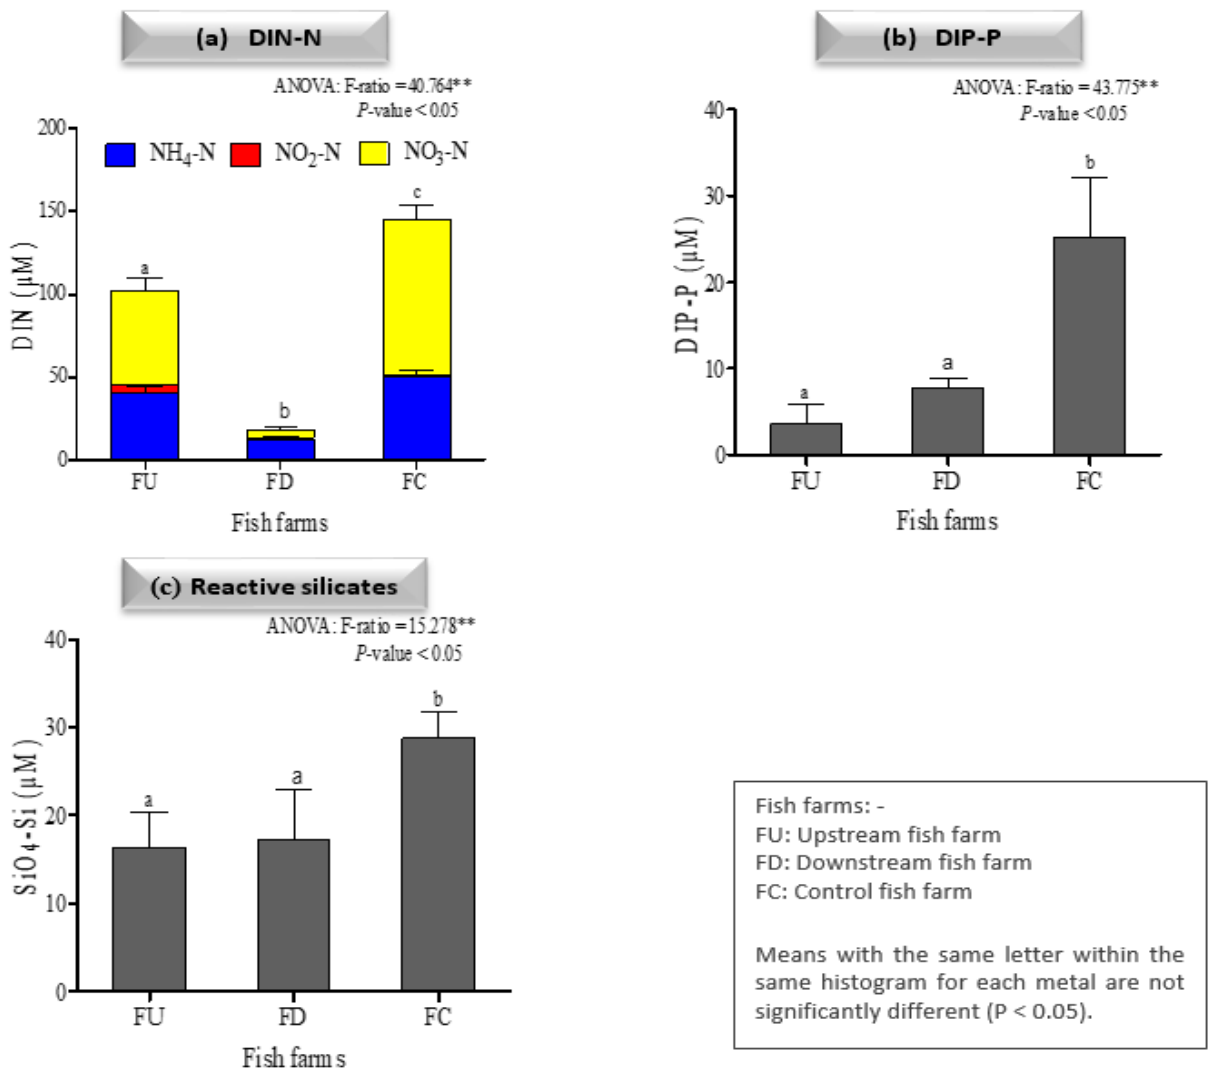 (a) DIN-N
ANOVA: F-ratio = 40.764**
P-value < 0.05
200
NH4-N NO2-N NO3-N
150
100
50
0
DIN (µM)
a
b
c
FU FD FC
Fish farms
(b) DIP-P
ANOVA: F-ratio = 43.775**
P-value < 0.05
40
30
20
10
0
DIP-P (µM)
a
a
b
FU FD FC
Fish farms
(c) Reactive silicates
ANOVA: F-ratio = 15.278**
P-value < 0.05
40
30
20
10
0
SiO4-Si (µM)
a
a
b
FU FD FC
Fish farms
Fish farms: -
FU: Upstream fish farm
FD: Downstream fish farm
FC: Control fish farm
Means with the same letter within the
same histogram for each metal are not
significantly different (P < 0.05).